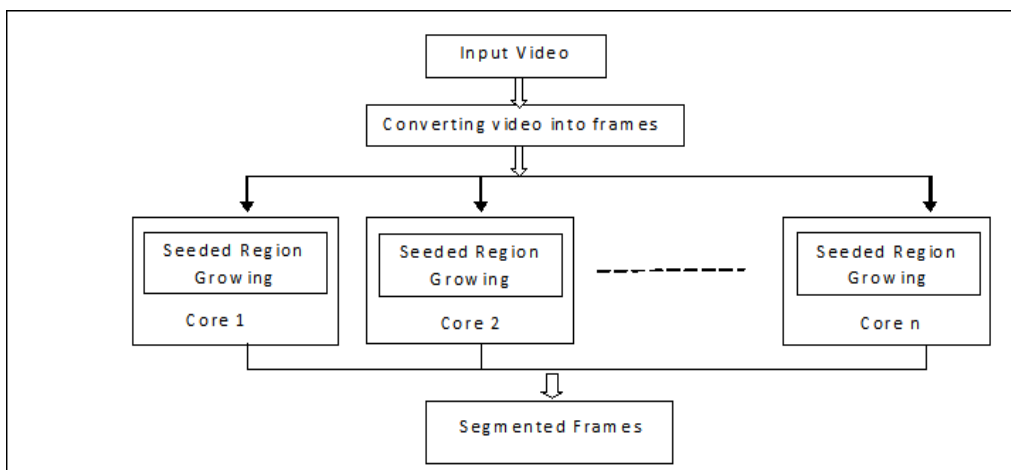 Input Video
Converting video into frames
Seeded Region
Growing
Core 1
Seeded Region
Growing
Core 2
Seeded Region
Growing
Core n
Segmented Frames